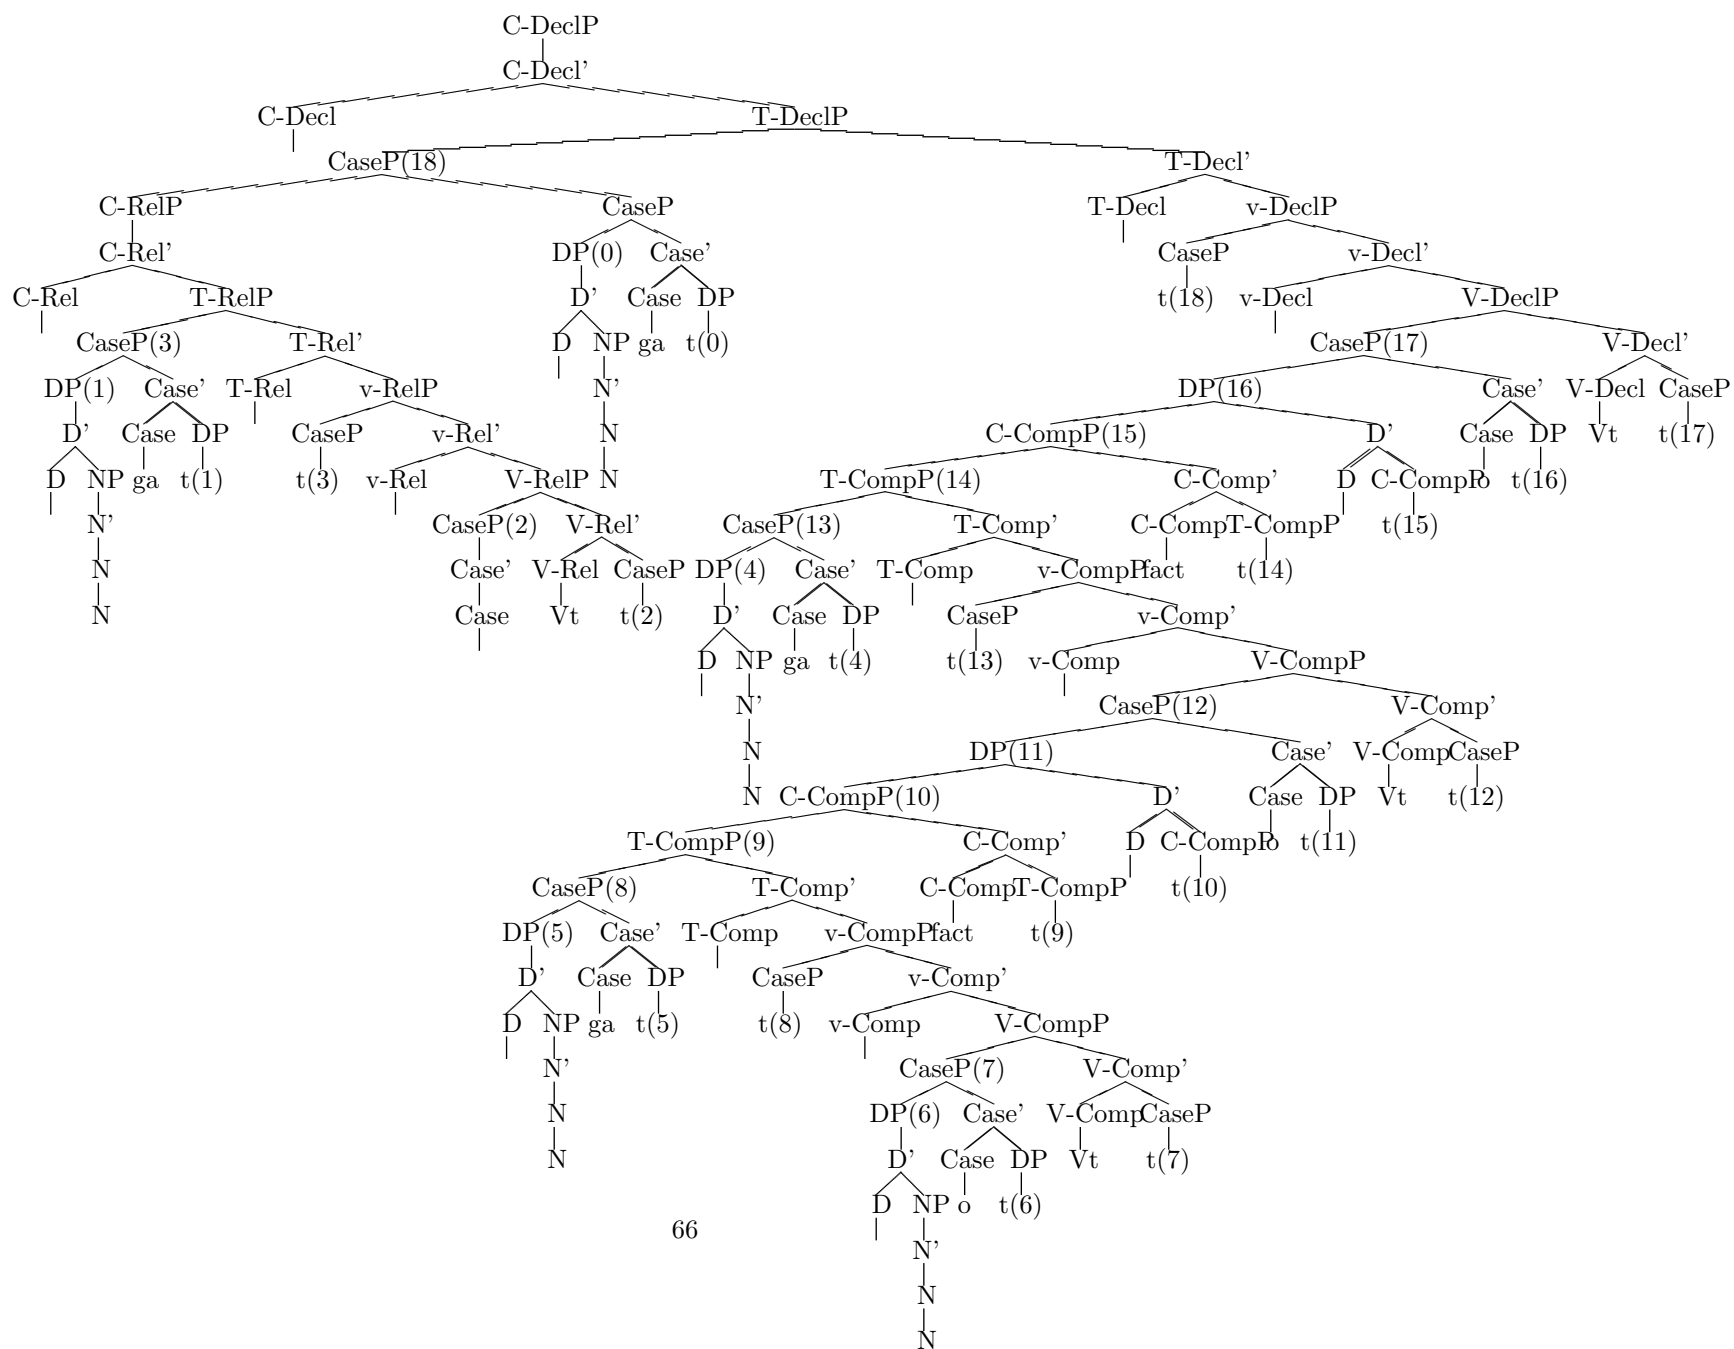 C-DeclP
C-Decl’
C-Decl T-DeclP
CaseP(18) T-Decl’
C-RelP CaseP T-Decl v-DeclP
C-Rel’ DP(0) Case’ CaseP v-Decl’
C-Rel T-RelP D’ Case DP t(18) v-Decl V-DeclP
CaseP(3) T-Rel’ D NP ga t(0) CaseP(17) V-Decl’
DP(1) Case’ T-Rel v-RelP N’ DP(16) Case’ V-Decl CaseP
D’ Case DP CaseP v-Rel’ N C-CompP(15) D’ Case DP Vt t(17)
D NP ga t(1) t(3) v-Rel V-RelP N T-CompP(14) C-Comp’ D C-CompP o t(16)
N’ CaseP(2) V-Rel’ CaseP(13) T-Comp’ C-Comp T-CompP t(15)
N Case’ V-Rel CaseP DP(4) Case’ T-Comp v-CompP fact t(14)
N Case Vt t(2) D’ Case DP CaseP v-Comp’
D NP ga t(4) t(13) v-Comp V-CompP
N’ CaseP(12) V-Comp’
N DP(11) Case’ V-Comp CaseP
N C-CompP(10) D’ Case DP Vt t(12)
T-CompP(9) C-Comp’ D C-CompP o t(11)
CaseP(8) T-Comp’ C-Comp T-CompP t(10)
DP(5) Case’ T-Comp v-CompP fact t(9)
D’ Case DP CaseP v-Comp’
D NP ga t(5) t(8) v-Comp V-CompP
N’ CaseP(7) V-Comp’
N DP(6) Case’ V-Comp CaseP
N D’ Case DP Vt t(7)
D NP o t(6)
66
N’
N
N